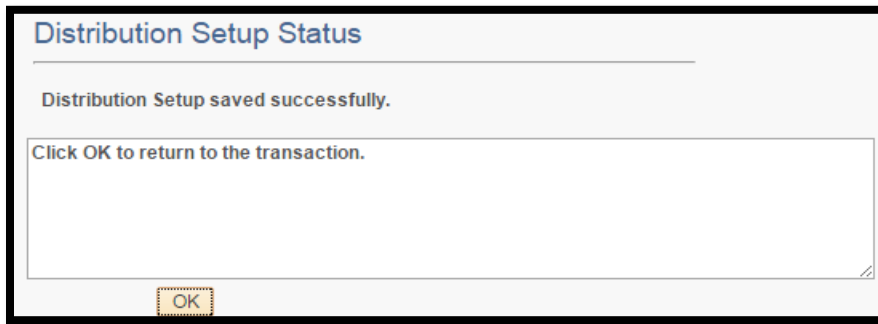 Distribution Setup Status
Distribution Setup saved successfully.
Click OK to return to the transaction.
OK